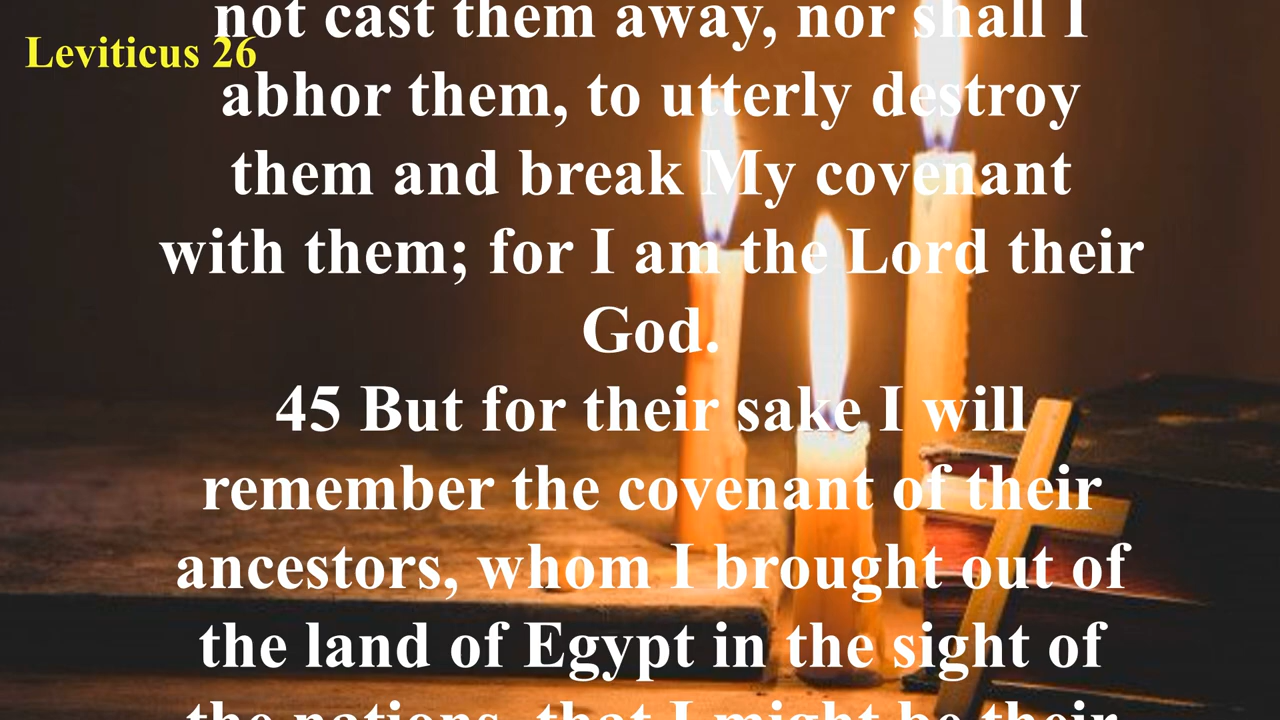 Leviticus 26
not cast them away, nor shall I
abhor them, to utterly destroy
them and break My covenant
with them; for I am the Lord their
God.
45 But for their sake I will
remember the covenant of their
ancestors, whom I brought out of
the land of Egypt in the sight of
the nations, that I might be their